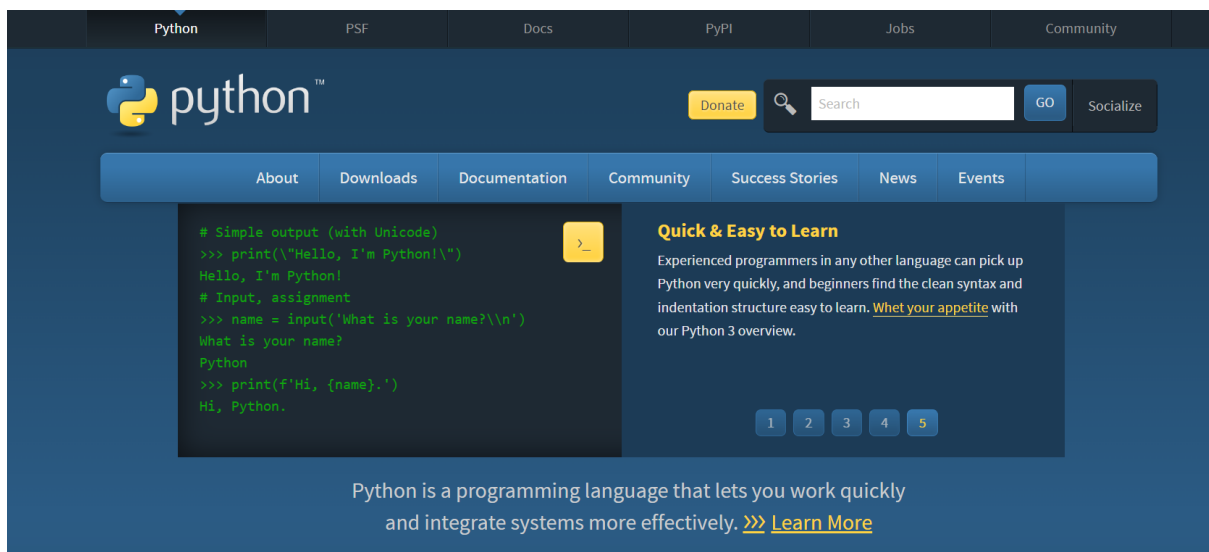 Python PSF Docs PyPI Jobs Community
python™
Donate Search GO Socialize
About Downloads Documentation Community Success Stories News Events
# Simple output (with Unicode)
>>> print(\"Hello, I'm Python!\")
Hello, I'm Python!
# Input, assignment
>>> name = input('What is your name?\\n')
What is your name?
Python
>>> print(f'Hi, {name}.')
Hi, Python.
>_
Quick & Easy to Learn
Experienced programmers in any other language can pick up
Python very quickly, and beginners find the clean syntax and
indentation structure easy to learn. Whet your appetite with
our Python 3 overview.
1 2 3 4 5
Python is a programming language that lets you work quickly
and integrate systems more effectively. >>> Learn More